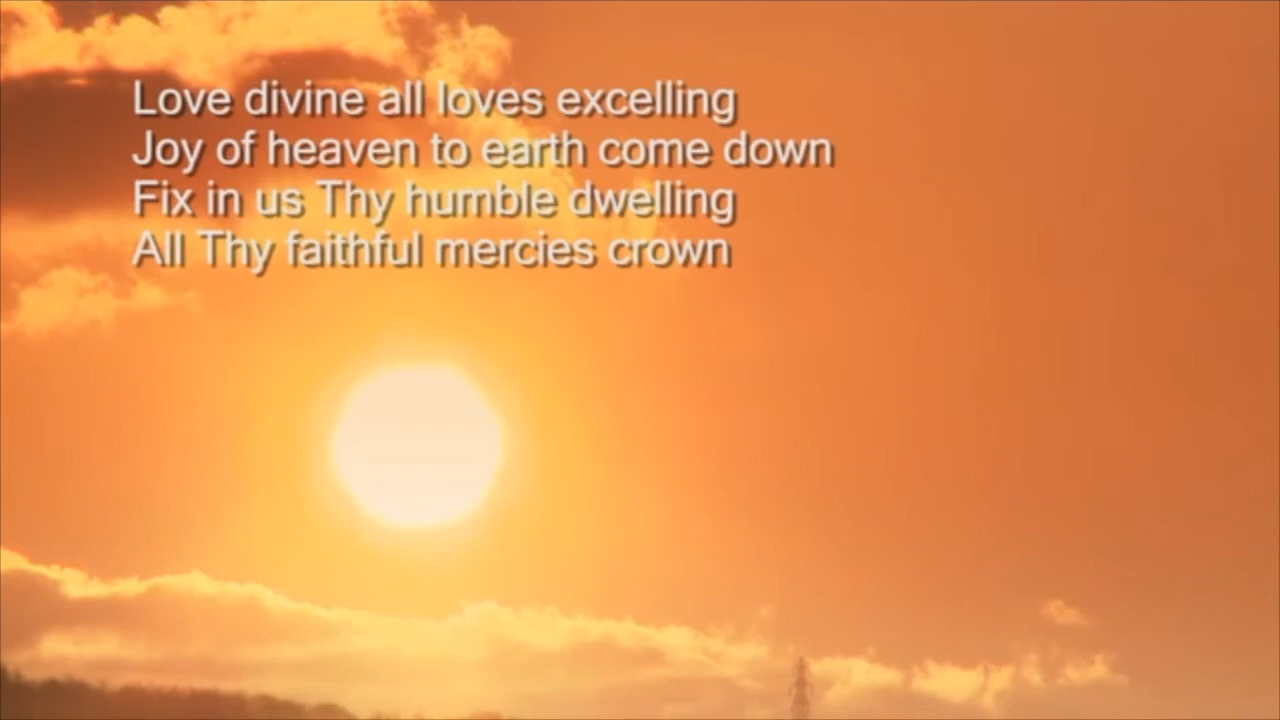 Love divine all loves excelling
Joy of heaven to earth come down
Fix in us Thy humble dwelling
All Thy faithful mercies crown